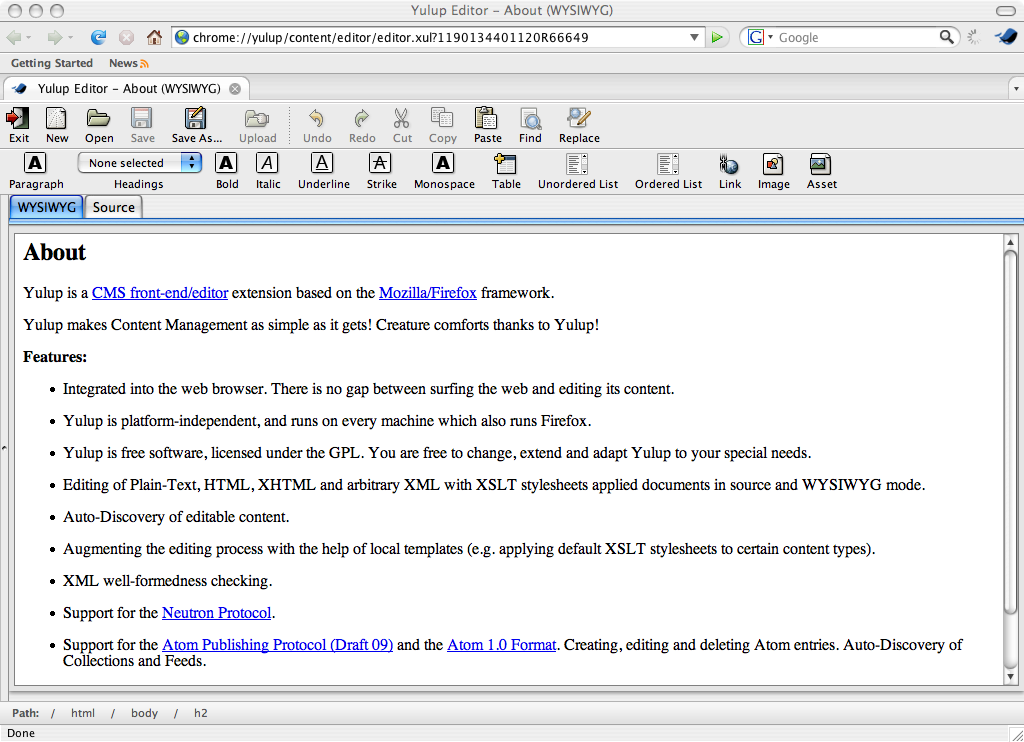 Yulup Editor – About (WYSIWYG)
chrome://yulup/content/editor/editor.xul?1190134401120R66649
G Google
Getting Started News
Yulup Editor – About (WYSIWYG)
Exit New Open Save Save As... Upload Undo Redo Cut Copy Paste Find Replace
A None selected A A A A A
Paragraph Headings Bold Italic Underline Strike Monospace Table Unordered List Ordered List Link Image Asset
WYSIWYG Source
About
Yulup is a CMS front-end/editor extension based on the Mozilla/Firefox framework.
Yulup makes Content Management as simple as it gets! Creature comforts thanks to Yulup!
Features:
• Integrated into the web browser. There is no gap between surfing the web and editing its content.
• Yulup is platform-independent, and runs on every machine which also runs Firefox.
• Yulup is free software, licensed under the GPL. You are free to change, extend and adapt Yulup to your special needs.
• Editing of Plain-Text, HTML, XHTML and arbitrary XML with XSLT stylesheets applied documents in source and WYSIWYG mode.
• Auto-Discovery of editable content.
• Augmenting the editing process with the help of local templates (e.g. applying default XSLT stylesheets to certain content types).
• XML well-formedness checking.
• Support for the Neutron Protocol.
• Support for the Atom Publishing Protocol (Draft 09) and the Atom 1.0 Format. Creating, editing and deleting Atom entries. Auto-Discovery of
Collections and Feeds.
Path: / html / body / h2
Done